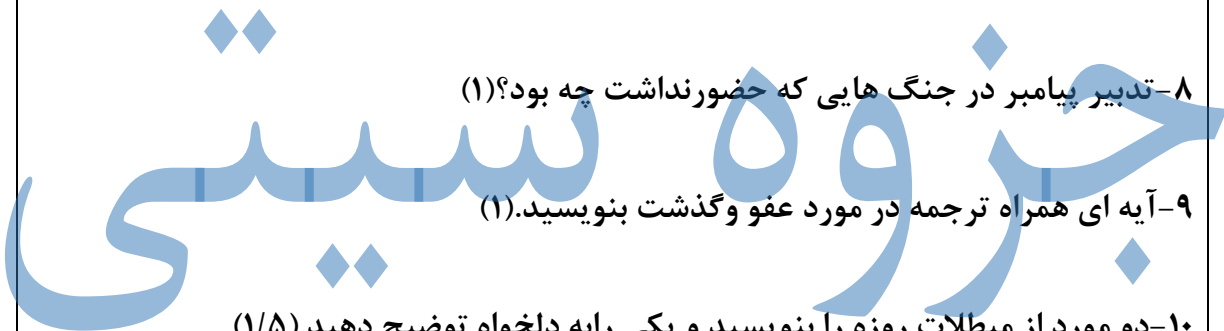 ۸-تدبیر پیامبر در جنگ هایی که حضورنداشت چه بود؟(۱)
۹-آیه ای همراه ترجمه در مورد عفو وگذشت بنویسید.(۱)
۱۰-دو مورد از مبطلات روزه را بنویسید و یکی رابه دلخواه توضیح دهید(۱/۵)
جزوه سیتی